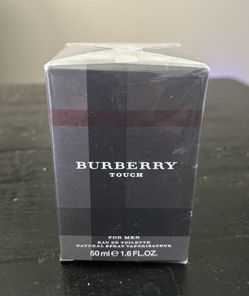 BURBERRY
TOUCH
FOR MEN
EAU DE TOILETTE
NATURAL SPRAY VAPORISATEUR
50 ml ℮ 1.6 FL.OZ.